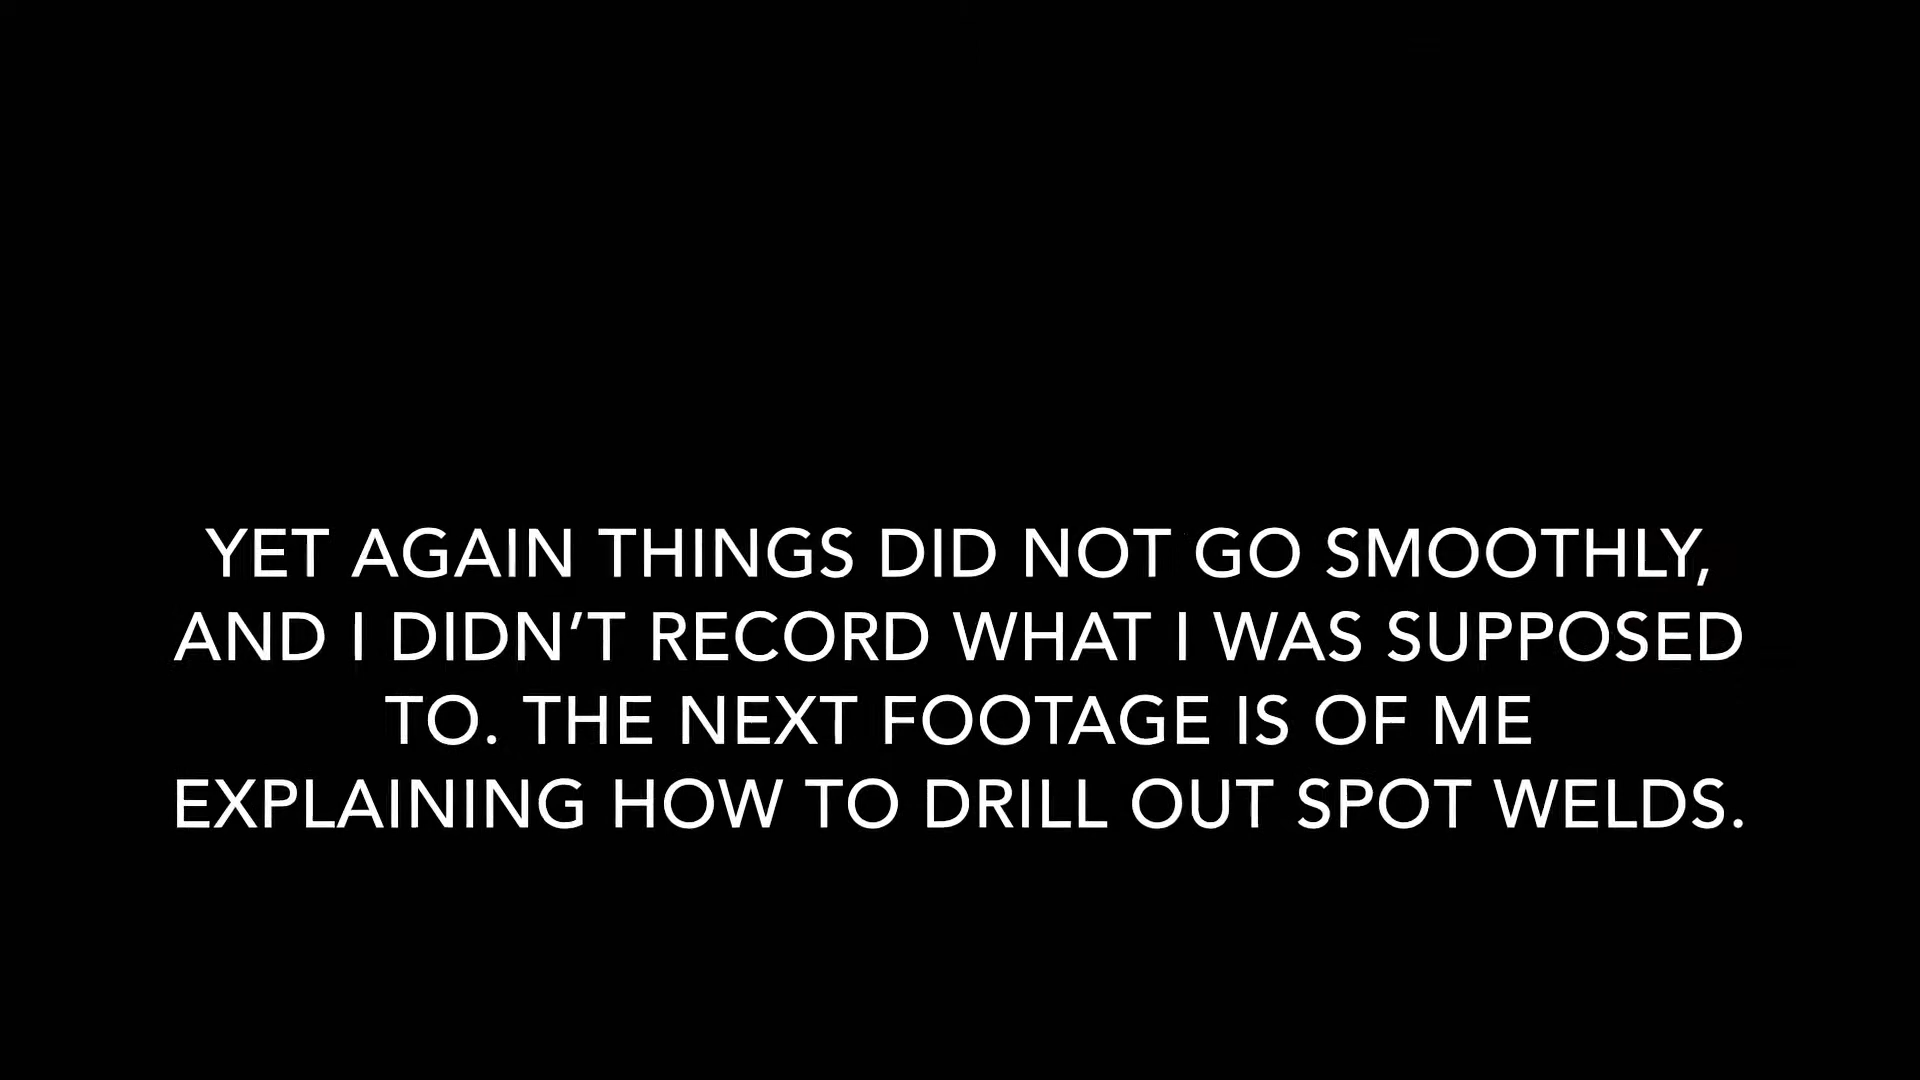 YET AGAIN THINGS DID NOT GO SMOOTHLY,
AND I DIDN’T RECORD WHAT I WAS SUPPOSED
TO. THE NEXT FOOTAGE IS OF ME
EXPLAINING HOW TO DRILL OUT SPOT WELDS.